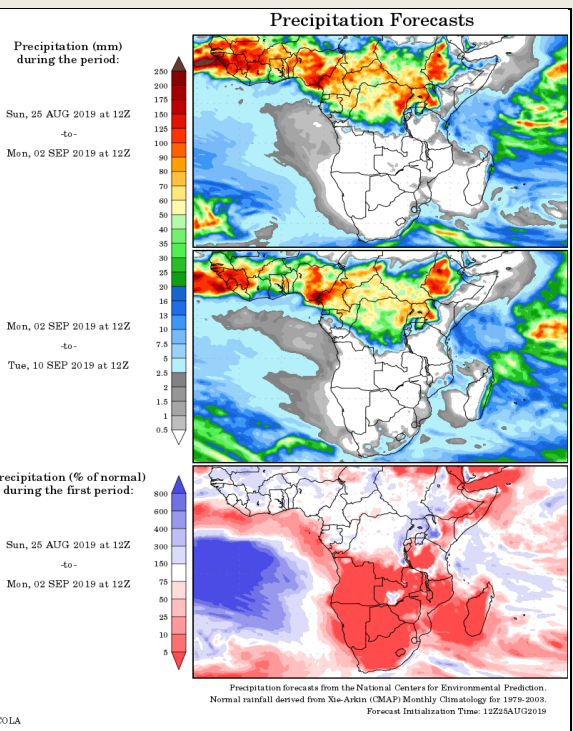 Precipitation Forecasts
Precipitation (mm)
during the period:
250
200
175
150
125
100
90
80
70
60
50
40
35
30
25
20
16
13
10
7.5
5
2.5
2
1.5
1
0.5
Sun, 25 AUG 2019 at 12Z
-to-
Mon, 02 SEP 2019 at 12Z
Mon, 02 SEP 2019 at 12Z
-to-
Tue, 10 SEP 2019 at 12Z
recipitation (% of normal)
during the first period:
800
600
400
300
150
75
50
25
10
5
Sun, 25 AUG 2019 at 12Z
-to-
Mon, 02 SEP 2019 at 12Z
Precipitation forecasts from the National Centers for Environmental Prediction.
Normal rainfall derived from Xie-Arkin (CMAP) Monthly Climatology for 1979-2003.
Forecast Initialization Time: 12Z25AUG2019
COLA